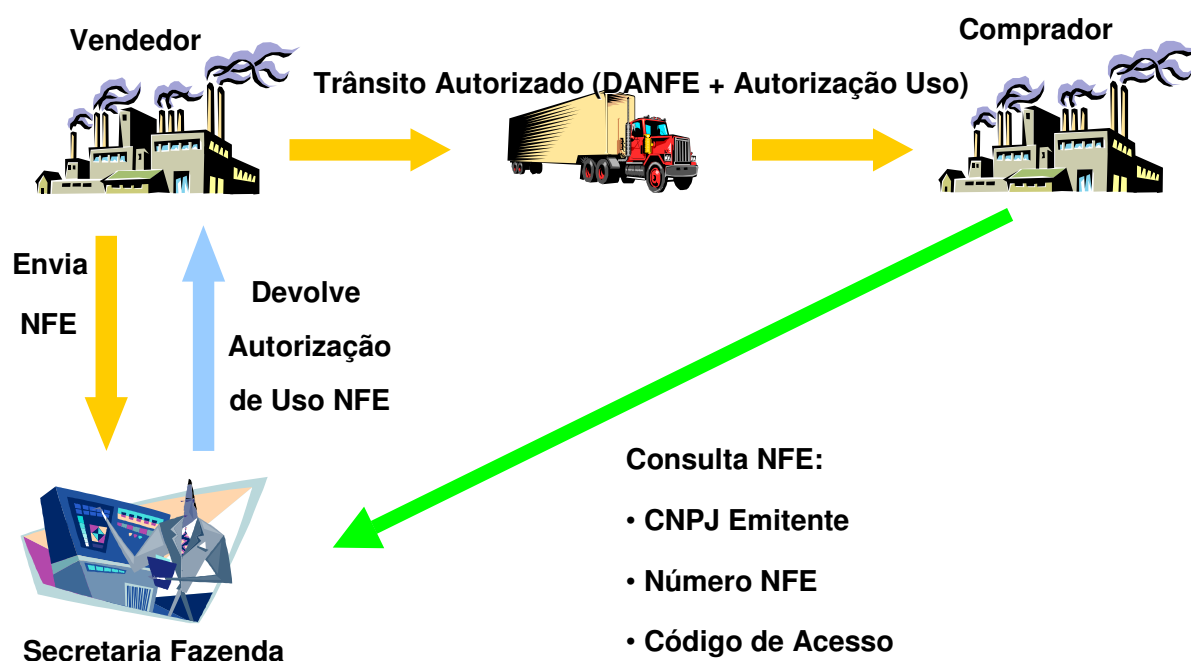 Vendedor
Comprador
Trânsito Autorizado (DANFE + Autorização Uso)
Envia
NFE
Devolve
Autorização
de Uso NFE
Consulta NFE:
• CNPJ Emitente
• Número NFE
• Código de Acesso
Secretaria Fazenda